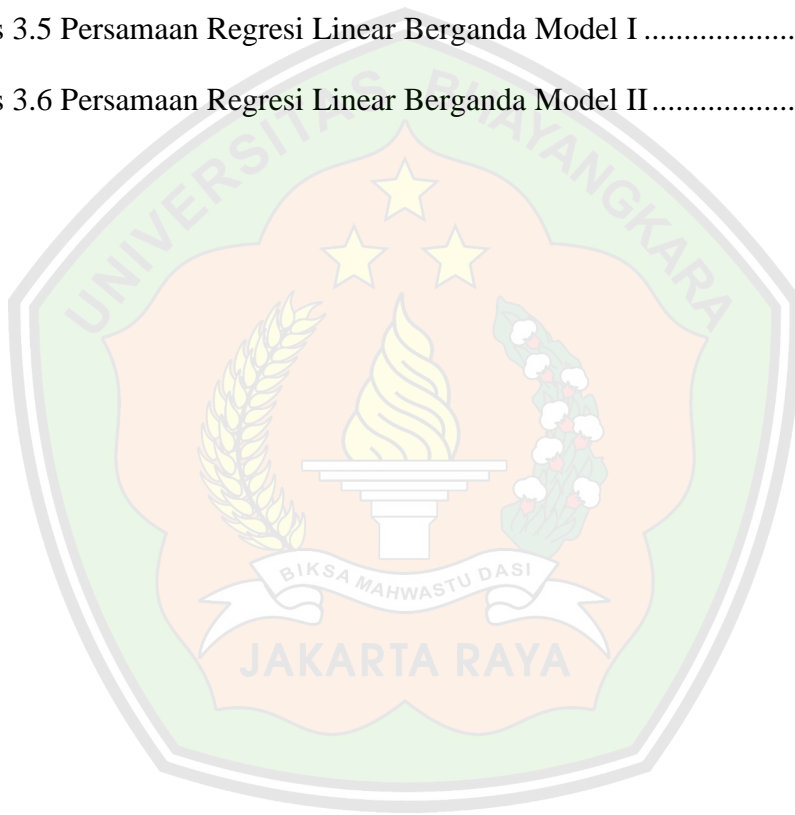 s 3.5 Persamaan Regresi Linear Berganda Model I ...................
s 3.6 Persamaan Regresi Linear Berganda Model II ..................
UNIVERSITAS BHAYANGKARA
BIKSA MAHWASTU DASI
JAKARTA RAYA